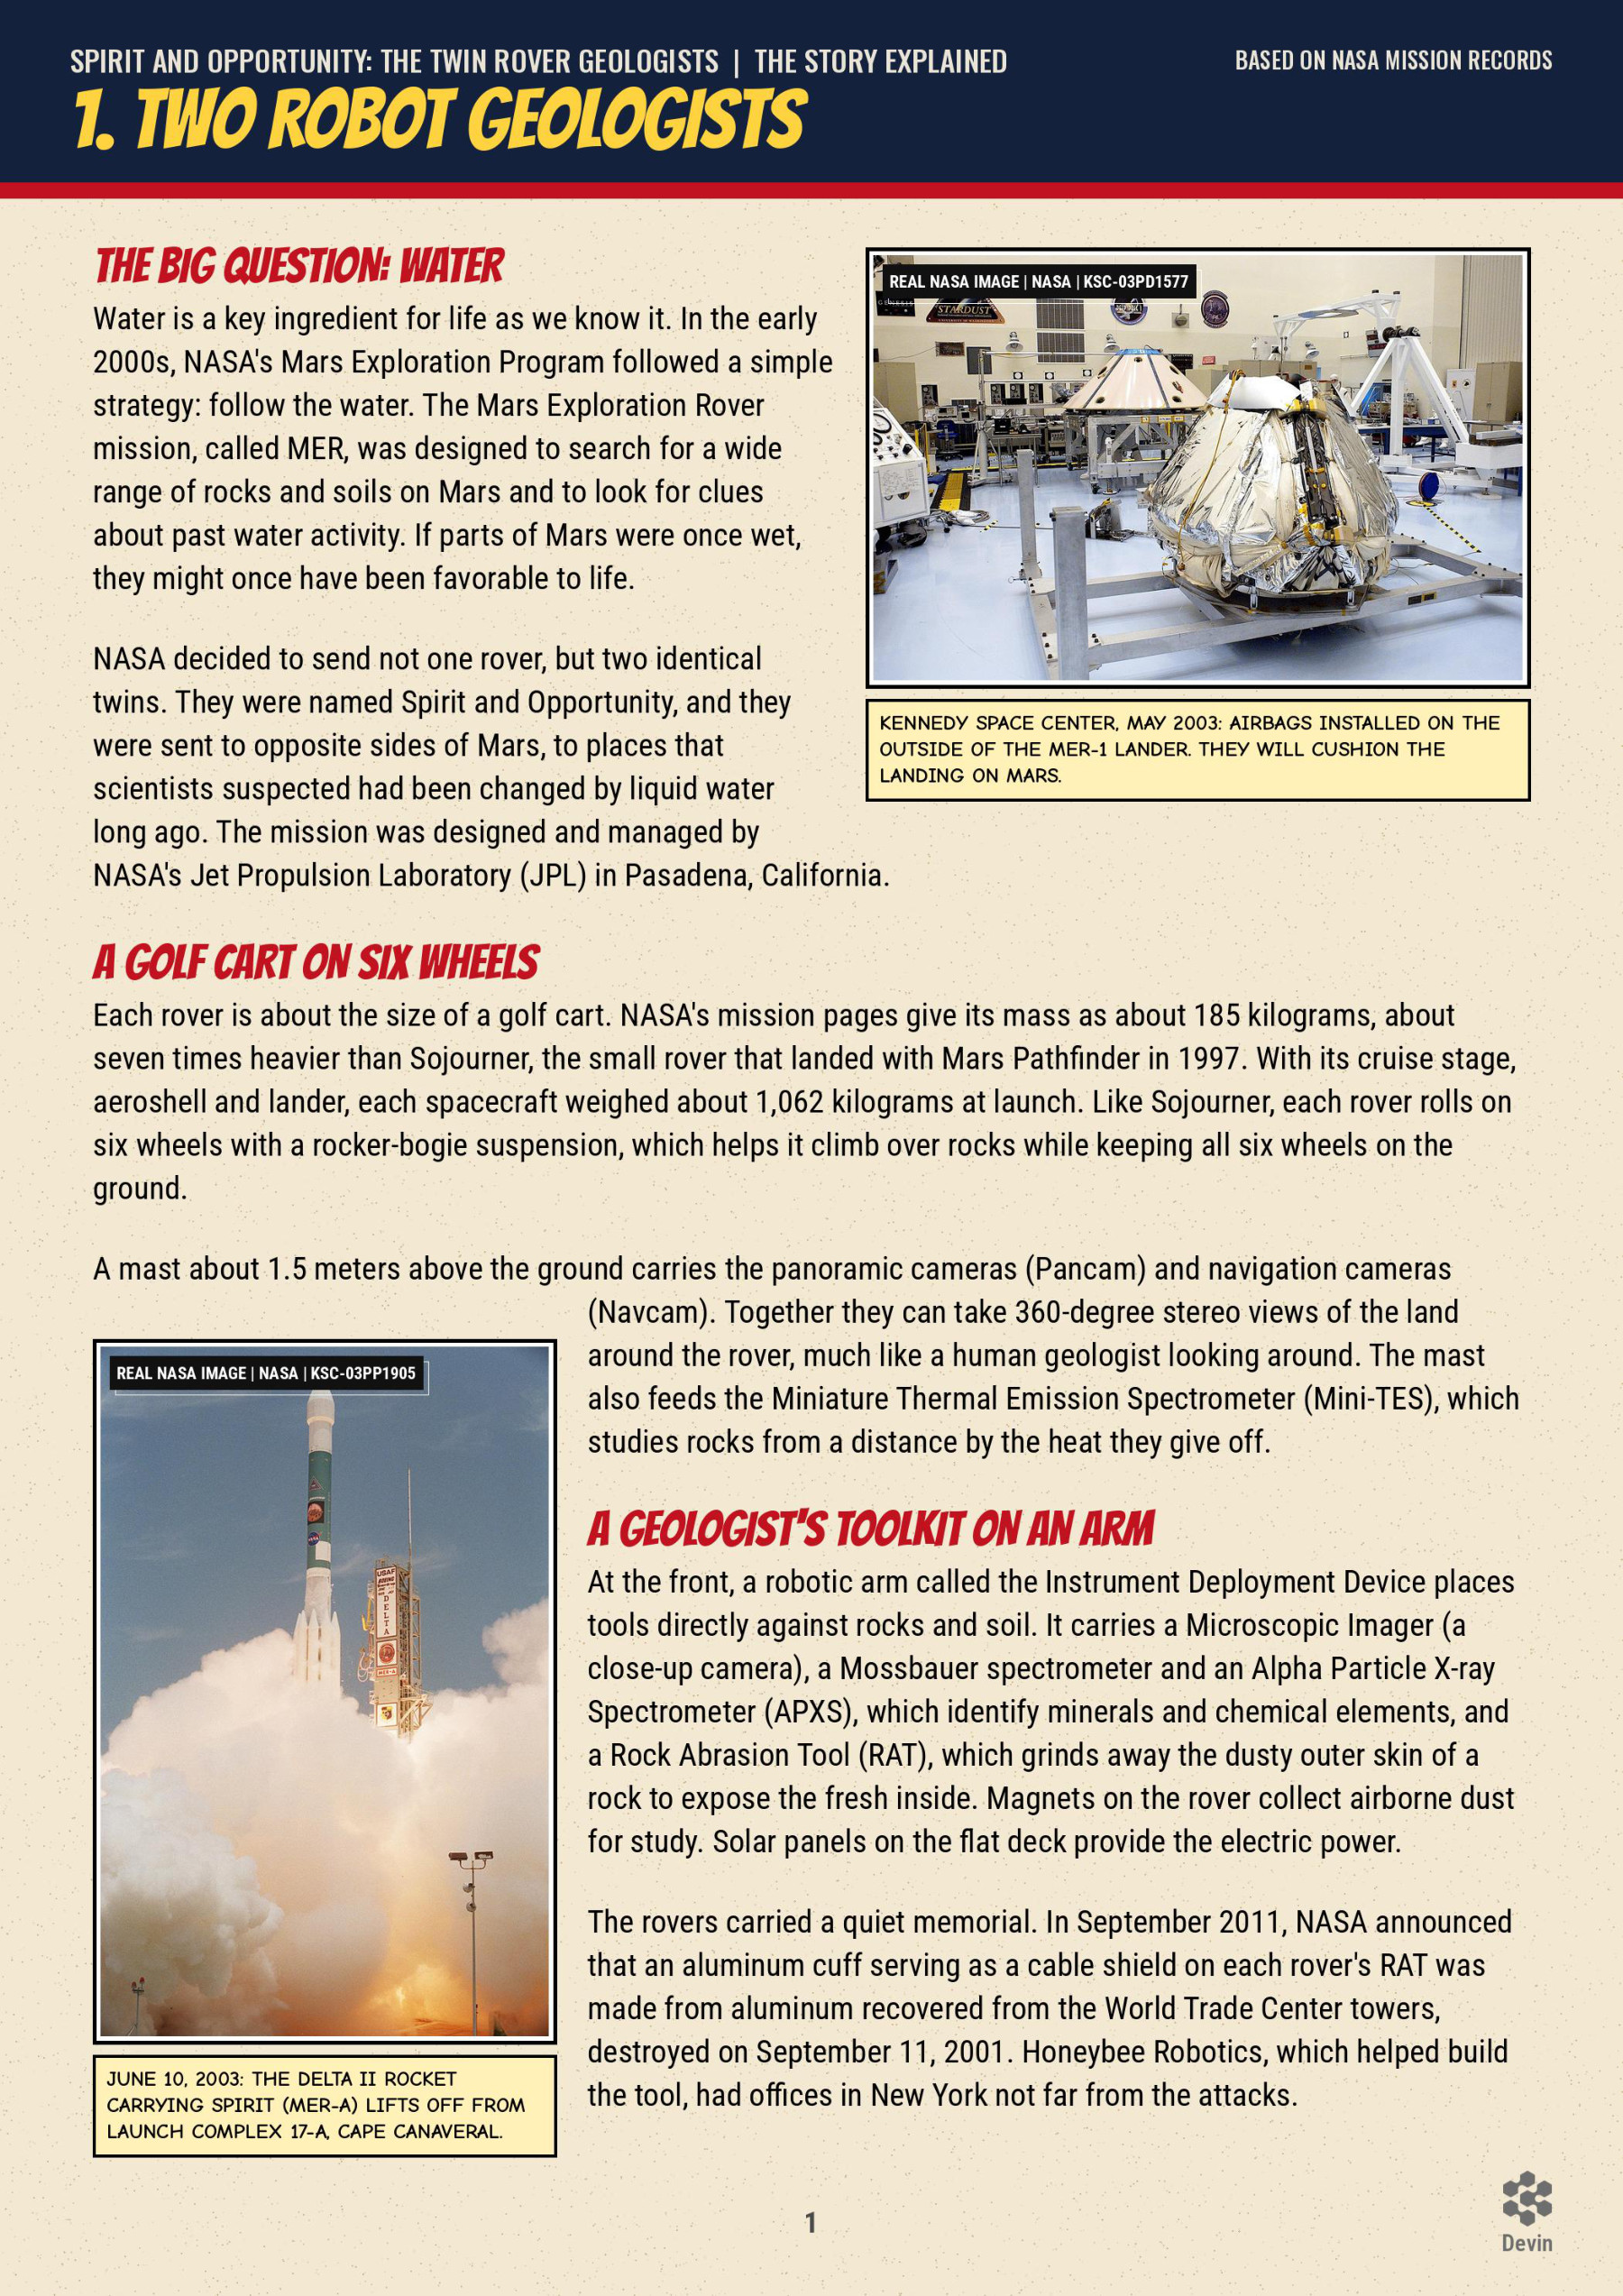 SPIRIT AND OPPORTUNITY: THE TWIN ROVER GEOLOGISTS | THE STORY EXPLAINED
BASED ON NASA MISSION RECORDS
1. TWO ROBOT GEOLOGISTS
THE BIG QUESTION: WATER
Water is a key ingredient for life as we know it. In the early
2000s, NASA's Mars Exploration Program followed a simple
strategy: follow the water. The Mars Exploration Rover
mission, called MER, was designed to search for a wide
range of rocks and soils on Mars and to look for clues
about past water activity. If parts of Mars were once wet,
they might once have been favorable to life.
NASA decided to send not one rover, but two identical
twins. They were named Spirit and Opportunity, and they
were sent to opposite sides of Mars, to places that
scientists suspected had been changed by liquid water
long ago. The mission was designed and managed by
NASA's Jet Propulsion Laboratory (JPL) in Pasadena, California.
REAL NASA IMAGE | NASA | KSC-03PD1577
STARDUST
KENNEDY SPACE CENTER, MAY 2003: AIRBAGS INSTALLED ON THE
OUTSIDE OF THE MER-1 LANDER. THEY WILL CUSHION THE
LANDING ON MARS.
A GOLF CART ON SIX WHEELS
Each rover is about the size of a golf cart. NASA's mission pages give its mass as about 185 kilograms, about
seven times heavier than Sojourner, the small rover that landed with Mars Pathfinder in 1997. With its cruise stage,
aeroshell and lander, each spacecraft weighed about 1,062 kilograms at launch. Like Sojourner, each rover rolls on
six wheels with a rocker-bogie suspension, which helps it climb over rocks while keeping all six wheels on the
ground.
A mast about 1.5 meters above the ground carries the panoramic cameras (Pancam) and navigation cameras
(Navcam). Together they can take 360-degree stereo views of the land
around the rover, much like a human geologist looking around. The mast
also feeds the Miniature Thermal Emission Spectrometer (Mini-TES), which
studies rocks from a distance by the heat they give off.
REAL NASA IMAGE | NASA | KSC-03PP1905
USAF
DELTA
JUNE 10, 2003: THE DELTA II ROCKET
CARRYING SPIRIT (MER-A) LIFTS OFF FROM
LAUNCH COMPLEX 17-A, CAPE CANAVERAL.
A GEOLOGIST'S TOOLKIT ON AN ARM
At the front, a robotic arm called the Instrument Deployment Device places
tools directly against rocks and soil. It carries a Microscopic Imager (a
close-up camera), a Mossbauer spectrometer and an Alpha Particle X-ray
Spectrometer (APXS), which identify minerals and chemical elements, and
a Rock Abrasion Tool (RAT), which grinds away the dusty outer skin of a
rock to expose the fresh inside. Magnets on the rover collect airborne dust
for study. Solar panels on the flat deck provide the electric power.
The rovers carried a quiet memorial. In September 2011, NASA announced
that an aluminum cuff serving as a cable shield on each rover's RAT was
made from aluminum recovered from the World Trade Center towers,
destroyed on September 11, 2001. Honeybee Robotics, which helped build
the tool, had offices in New York not far from the attacks.
1
Devin